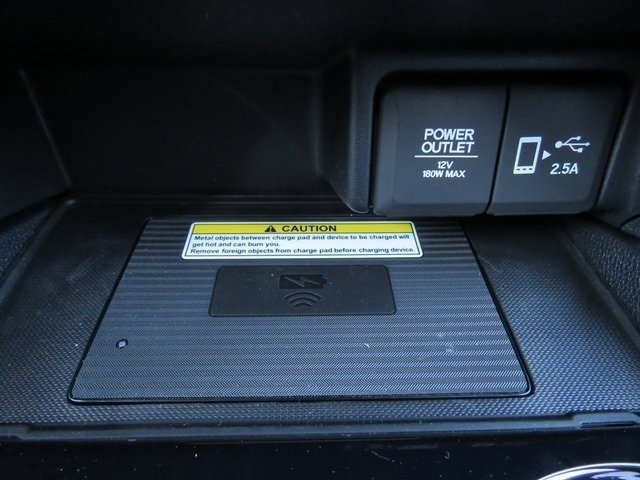 POWER
OUTLET
12V
180W MAX
2.5A
CAUTION
Metal objects between charge pad and device to be charged will
get hot and can burn you.
Remove foreign objects from charge pad before charging device.